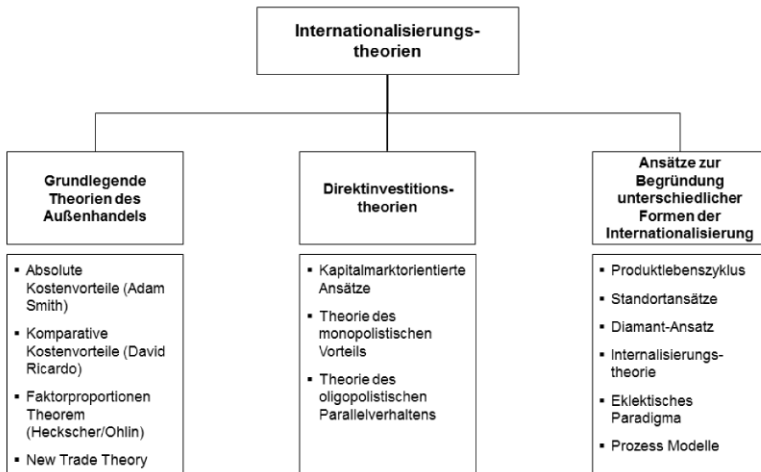 Internationalisierungs-
theorien
Grundlegende
Theorien des
Außenhandels
▪ Absolute
Kostenvorteile (Adam
Smith)
▪ Komparative
Kostenvorteile (David
Ricardo)
▪ Faktorproportionen
Theorem
(Heckscher/Ohlin)
▪ New Trade Theory
Direktinvestitions-
theorien
▪ Kapitalmarktorientierte
Ansätze
▪ Theorie des
monopolistischen
Vorteils
▪ Theorie des
oligopolistischen
Parallelverhaltens
Ansätze zur
Begründung
unterschiedlicher
Formen der
Internationalisierung
▪ Produktlebenszyklus
▪ Standortansätze
▪ Diamant-Ansatz
▪ Internalisierungs-
theorie
▪ Eklektisches
Paradigma
▪ Prozess Modelle